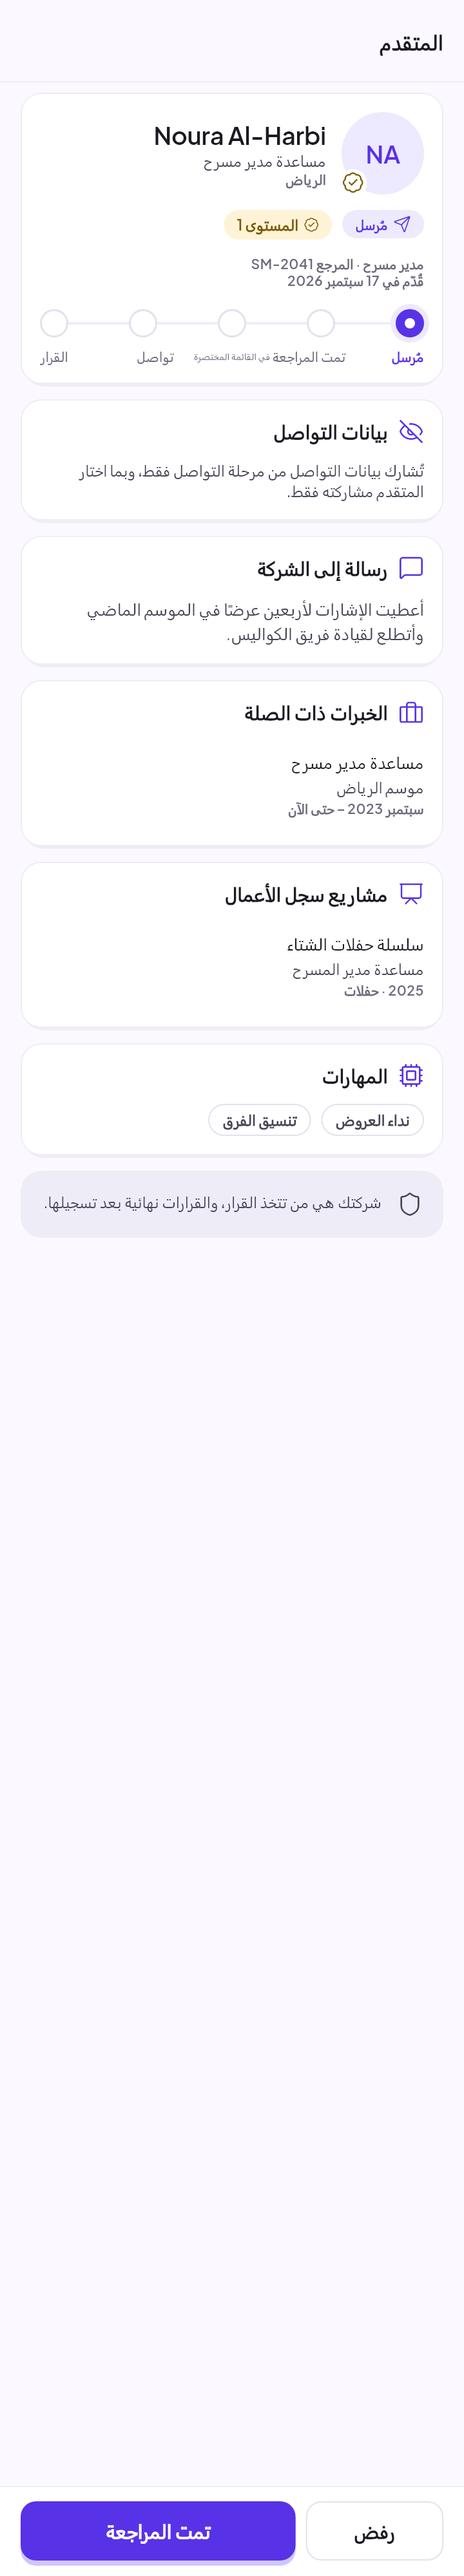 المتقدم
Noura Al-Harbi
NA
مساعدة مدير مسرح
الرياض
مُرسل
المستوى 1
مدير مسرح · المرجع SM-2041
قُدّم في 17 سبتمبر 2026
مُرسل
تمت المراجعة
في القائمة المختصرة
تواصل
القرار
بيانات التواصل
تُشارك بيانات التواصل من مرحلة التواصل فقط، وبما اختار
المتقدم مشاركته فقط.
رسالة إلى الشركة
أعطيت الإشارات لأربعين عرضًا في الموسم الماضي
وأتطلع لقيادة فريق الكواليس.
الخبرات ذات الصلة
مساعدة مدير مسرح
موسم الرياض
سبتمبر 2023 – حتى الآن
مشاريع سجل الأعمال
سلسلة حفلات الشتاء
مساعدة مدير المسرح
2025 · حفلات
المهارات
نداء العروض
تنسيق الفرق
شركتك هي من تتخذ القرار، والقرارات نهائية بعد تسجيلها.
رفض
تمت المراجعة